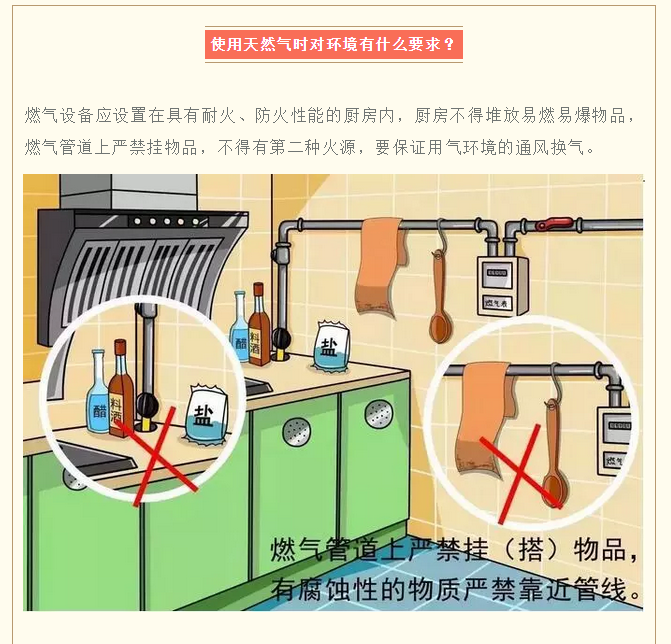 使用天然气时对环境有什么要求？
燃气设备应设置在具有耐火、防火性能的厨房内，厨房不得堆放易燃易爆物品，
燃气管道上严禁挂物品，不得有第二种火源，要保证用气环境的通风换气。
醋
料酒
盐
燃气表
醋
料酒
盐
燃气
燃气管道上严禁挂（搭）物品，
有腐蚀性的物质严禁靠近管线。